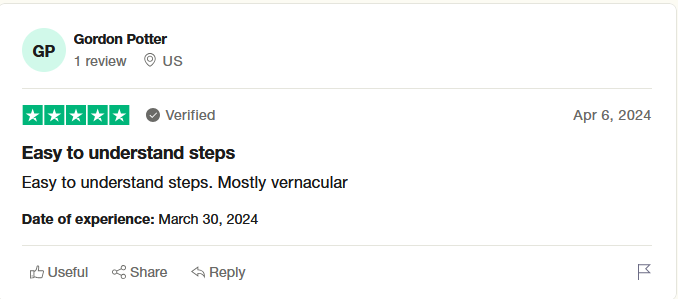 GP
Gordon Potter
1 review US
Verified Apr 6, 2024
Easy to understand steps
Easy to understand steps. Mostly vernacular
Date of experience: March 30, 2024
Useful Share Reply